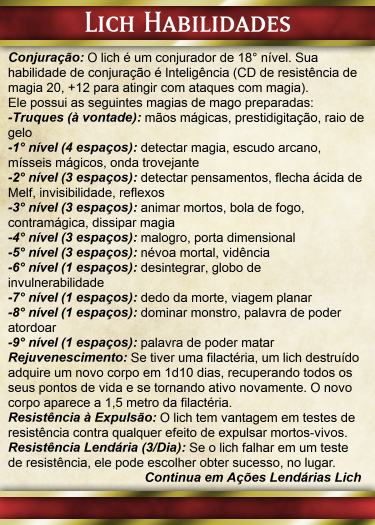 Lich Habilidades
Conjuração: O lich é um conjurador de 18° nível. Sua
habilidade de conjuração é Inteligência (CD de resistência de
magia 20, +12 para atingir com ataques com magia).
Ele possui as seguintes magias de mago preparadas:
-Truques (à vontade): mãos mágicas, prestidigitação, raio de
gelo
-1° nível (4 espaços): detectar magia, escudo arcano,
mísseis mágicos, onda trovejante
-2° nível (3 espaços): detectar pensamentos, flecha ácida de
Melf, invisibilidade, reflexos
-3° nível (3 espaços): animar mortos, bola de fogo,
contramágica, dissipar magia
-4° nível (3 espaços): malogro, porta dimensional
-5° nível (3 espaços): névoa mortal, vidência
-6° nível (1 espaços): desintegrar, globo de
invulnerabilidade
-7° nível (1 espaços): dedo da morte, viagem planar
-8° nível (1 espaços): dominar monstro, palavra de poder
atordoar
-9° nível (1 espaços): palavra de poder matar
Rejuvenescimento: Se tiver uma filactéria, um lich destruído
adquire um novo corpo em 1d10 dias, recuperando todos os
seus pontos de vida e se tornando ativo novamente. O novo
corpo aparece a 1,5 metro da filactéria.
Resistência à Expulsão: O lich tem vantagem em testes de
resistência contra qualquer efeito de expulsar mortos-vivos.
Resistência Lendária (3/Dia): Se o lich falhar em um teste
de resistência, ele pode escolher obter sucesso, no lugar.
Continua em Ações Lendárias Lich